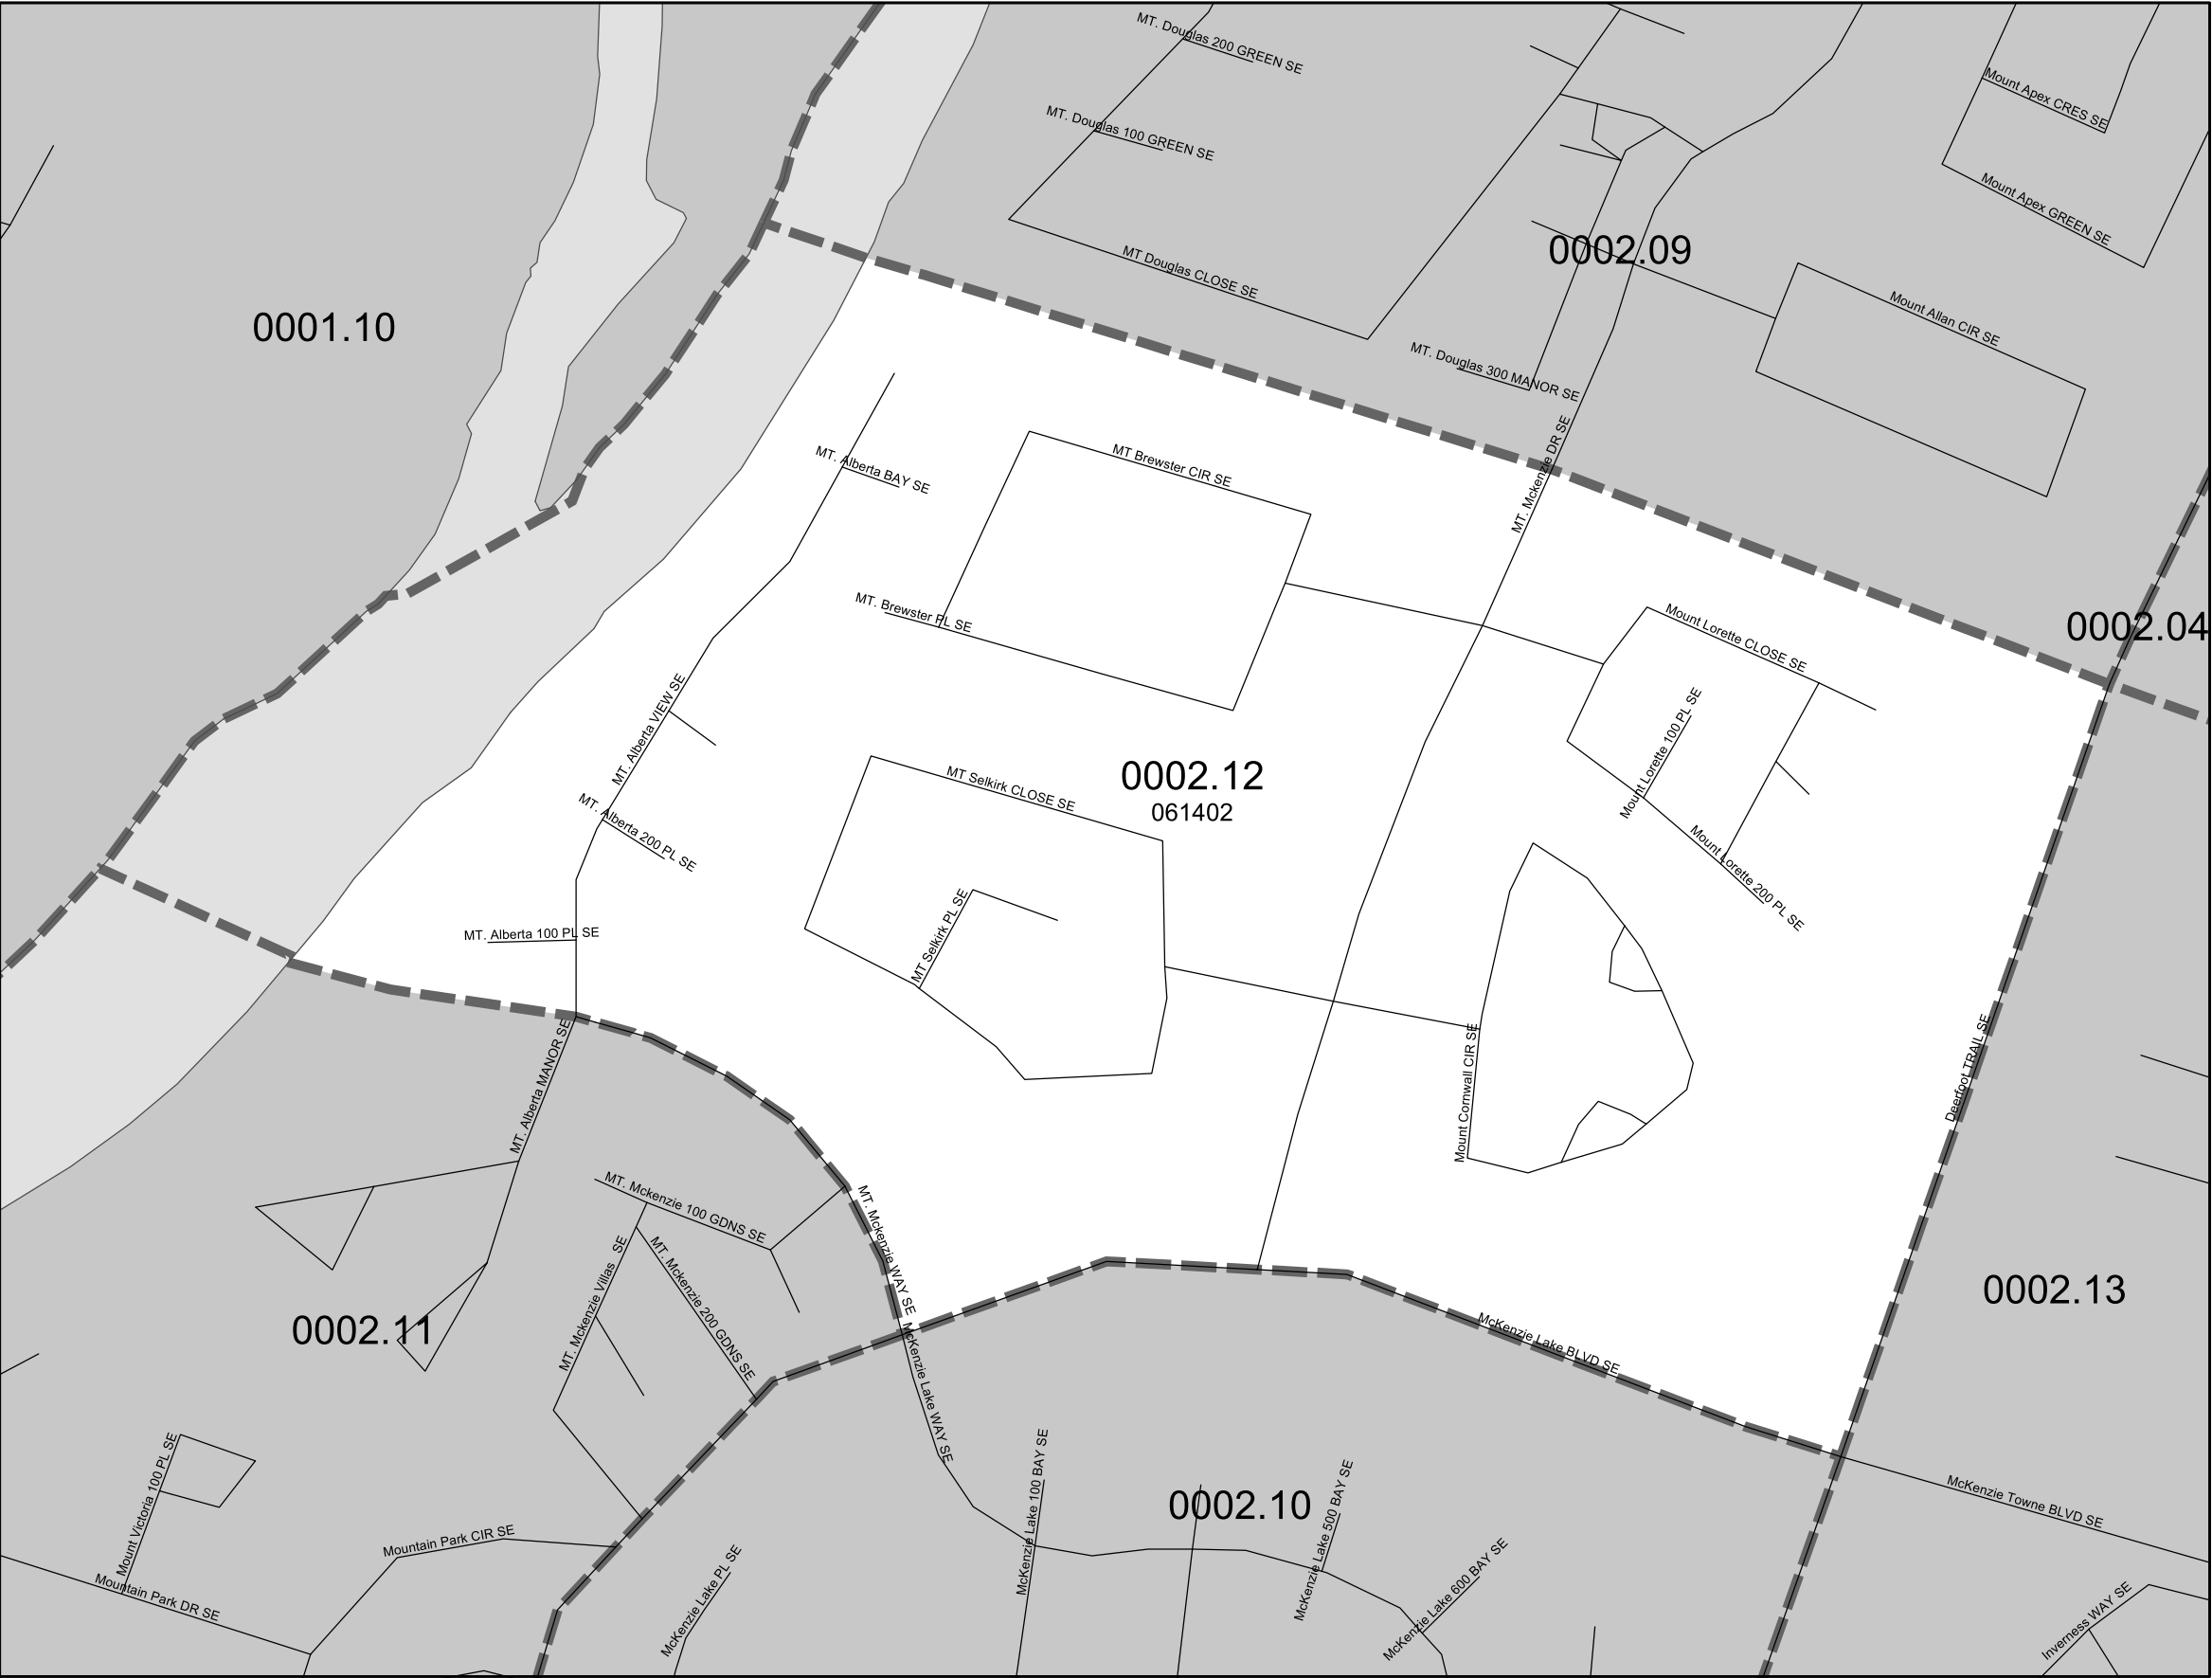 MT. Douglas 200 GREEN SE
Mount Apex CRES SE
MT. Douglas 100 GREEN SE
Mount Apex GREEN SE
0002.09
MT Douglas CLOSE SE
0001.10
Mount Allan CIR SE
MT. Douglas 300 MANOR SE
MT. Mckenzie DR SE
MT Brewster CIR SE
MT. Alberta BAY SE
MT. Brewster PL SE
Mount Lorette CLOSE SE
0002.04
MT. Alberta VIEW SE
Mount Lorette 100 PL SE
0002.12
061402
MT Selkirk CLOSE SE
MT. Alberta 200 PL SE
Mount Lorette 200 PL SE
MT. Alberta 100 PL SE
MT Selkirk PL SE
Deerfoot TRAIL SE
MT. Alberta MANOR SE
Mount Cornwall CIR SE
MT. Mckenzie 100 GDNS SE
MT. Mckenzie WAY SE
MT. Mckenzie Villas SE
MT. Mckenzie 200 GDNS SE
0002.13
0002.11
McKenzie Lake BLVD SE
McKenzie Lake WAY SE
Mount Victoria 100 PL SE
McKenzie Lake 100 BAY SE
0002.10
McKenzie Lake 500 BAY SE
McKenzie Towne BLVD SE
Mountain Park CIR SE
McKenzie Lake PL SE
McKenzie Lake 600 BAY SE
Mountain Park DR SE
Inverness WAY SE